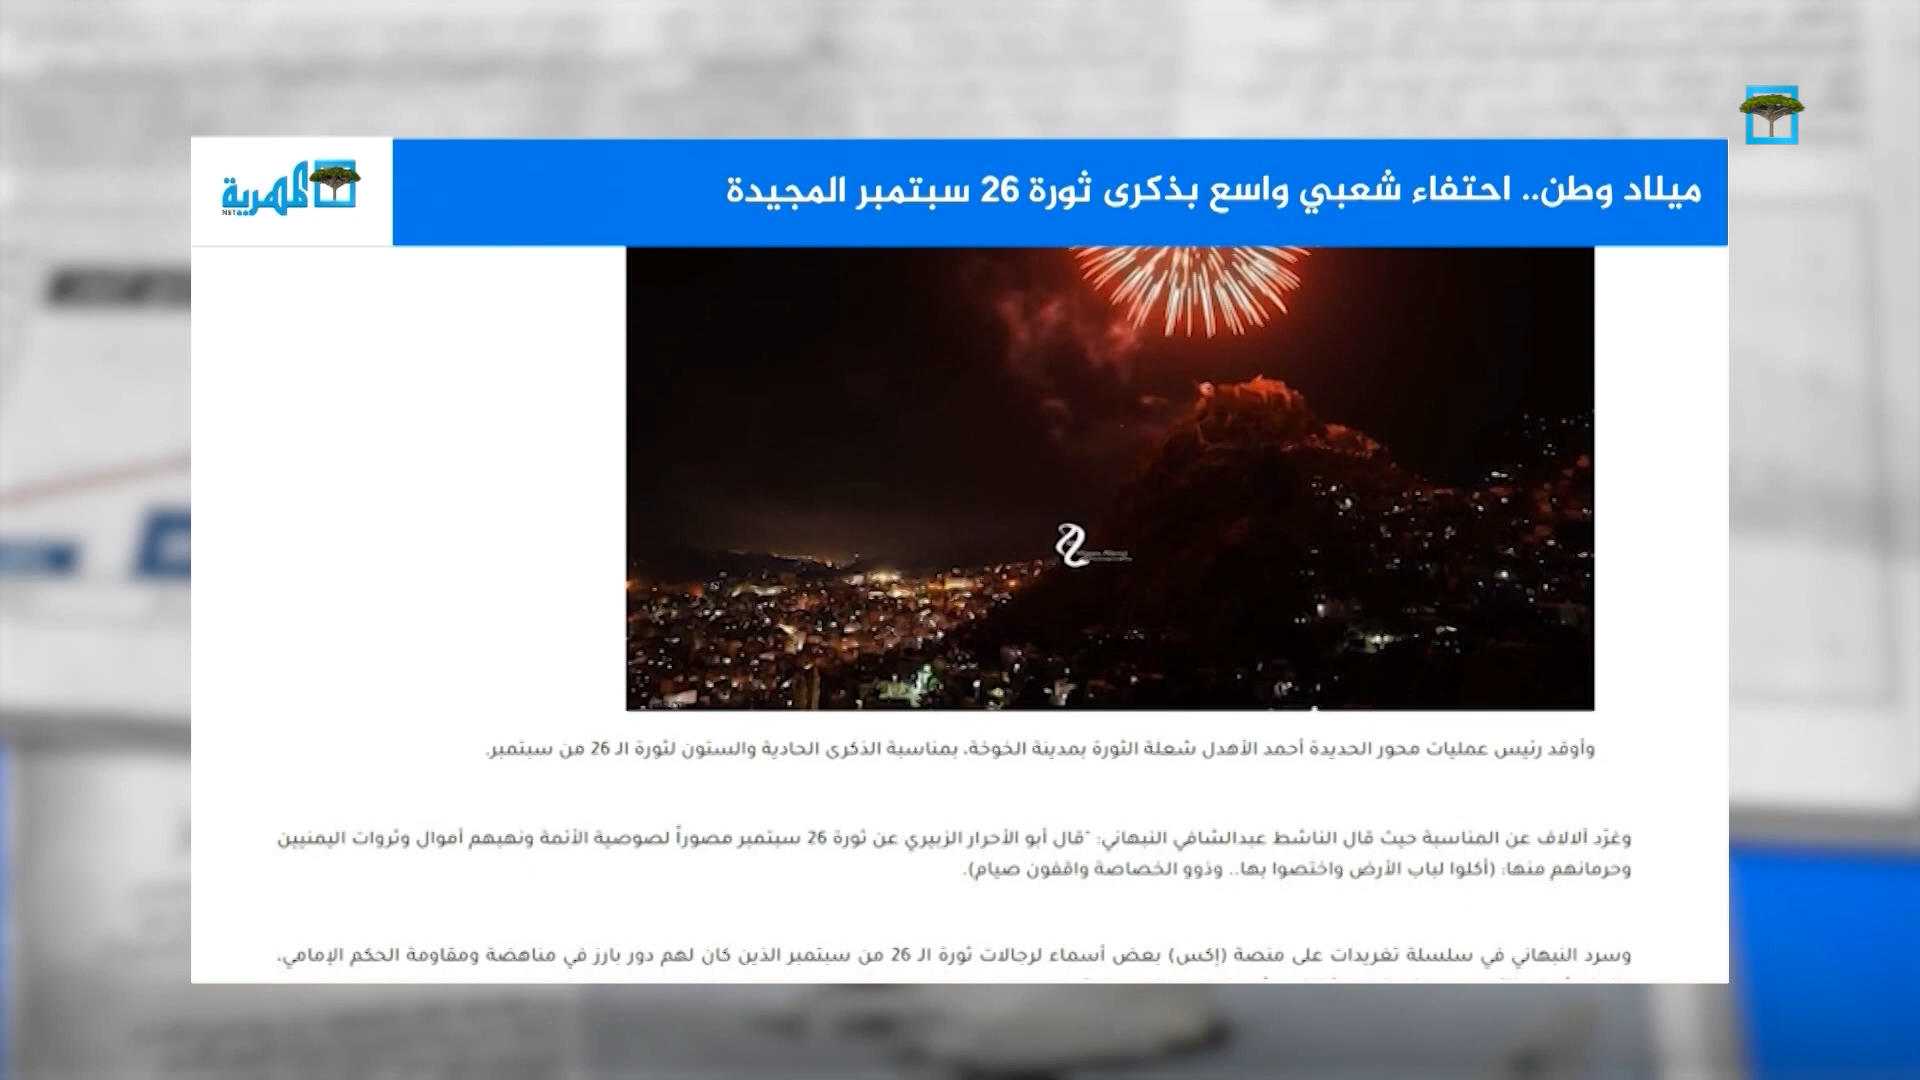 ميلاد وطن.. احتفاء شعبي واسع بذكرى ثورة 26 سبتمبر المجيدة
المهرية
NET
وأوقد رئيس عمليات محور الحديدة أحمد الأهدل شعلة الثورة بمدينة الخوخة، بمناسبة الذكرى الحادية والستون لثورة الـ 26 من سبتمبر.
وغرّد آلالاف عن المناسبة حيث قال الناشط عبدالشافي النبهاني: "قال أبو الأحرار الزبيري عن ثورة 26 سبتمبر مصوراً لصوصية الأئمة ونهبهم أموال وثروات اليمنيين
وحرمانهم منها: (أكلوا لباب الأرض واختصوا بها.. وذوو الخصاصة واقفون صيام).
وسرد النبهاني في سلسلة تغريدات على منصة (إكس) بعض أسماء لرجالات ثورة الـ 26 من سبتمبر الذين كان لهم دور بارز في مناهضة ومقاومة الحكم الإمامي،